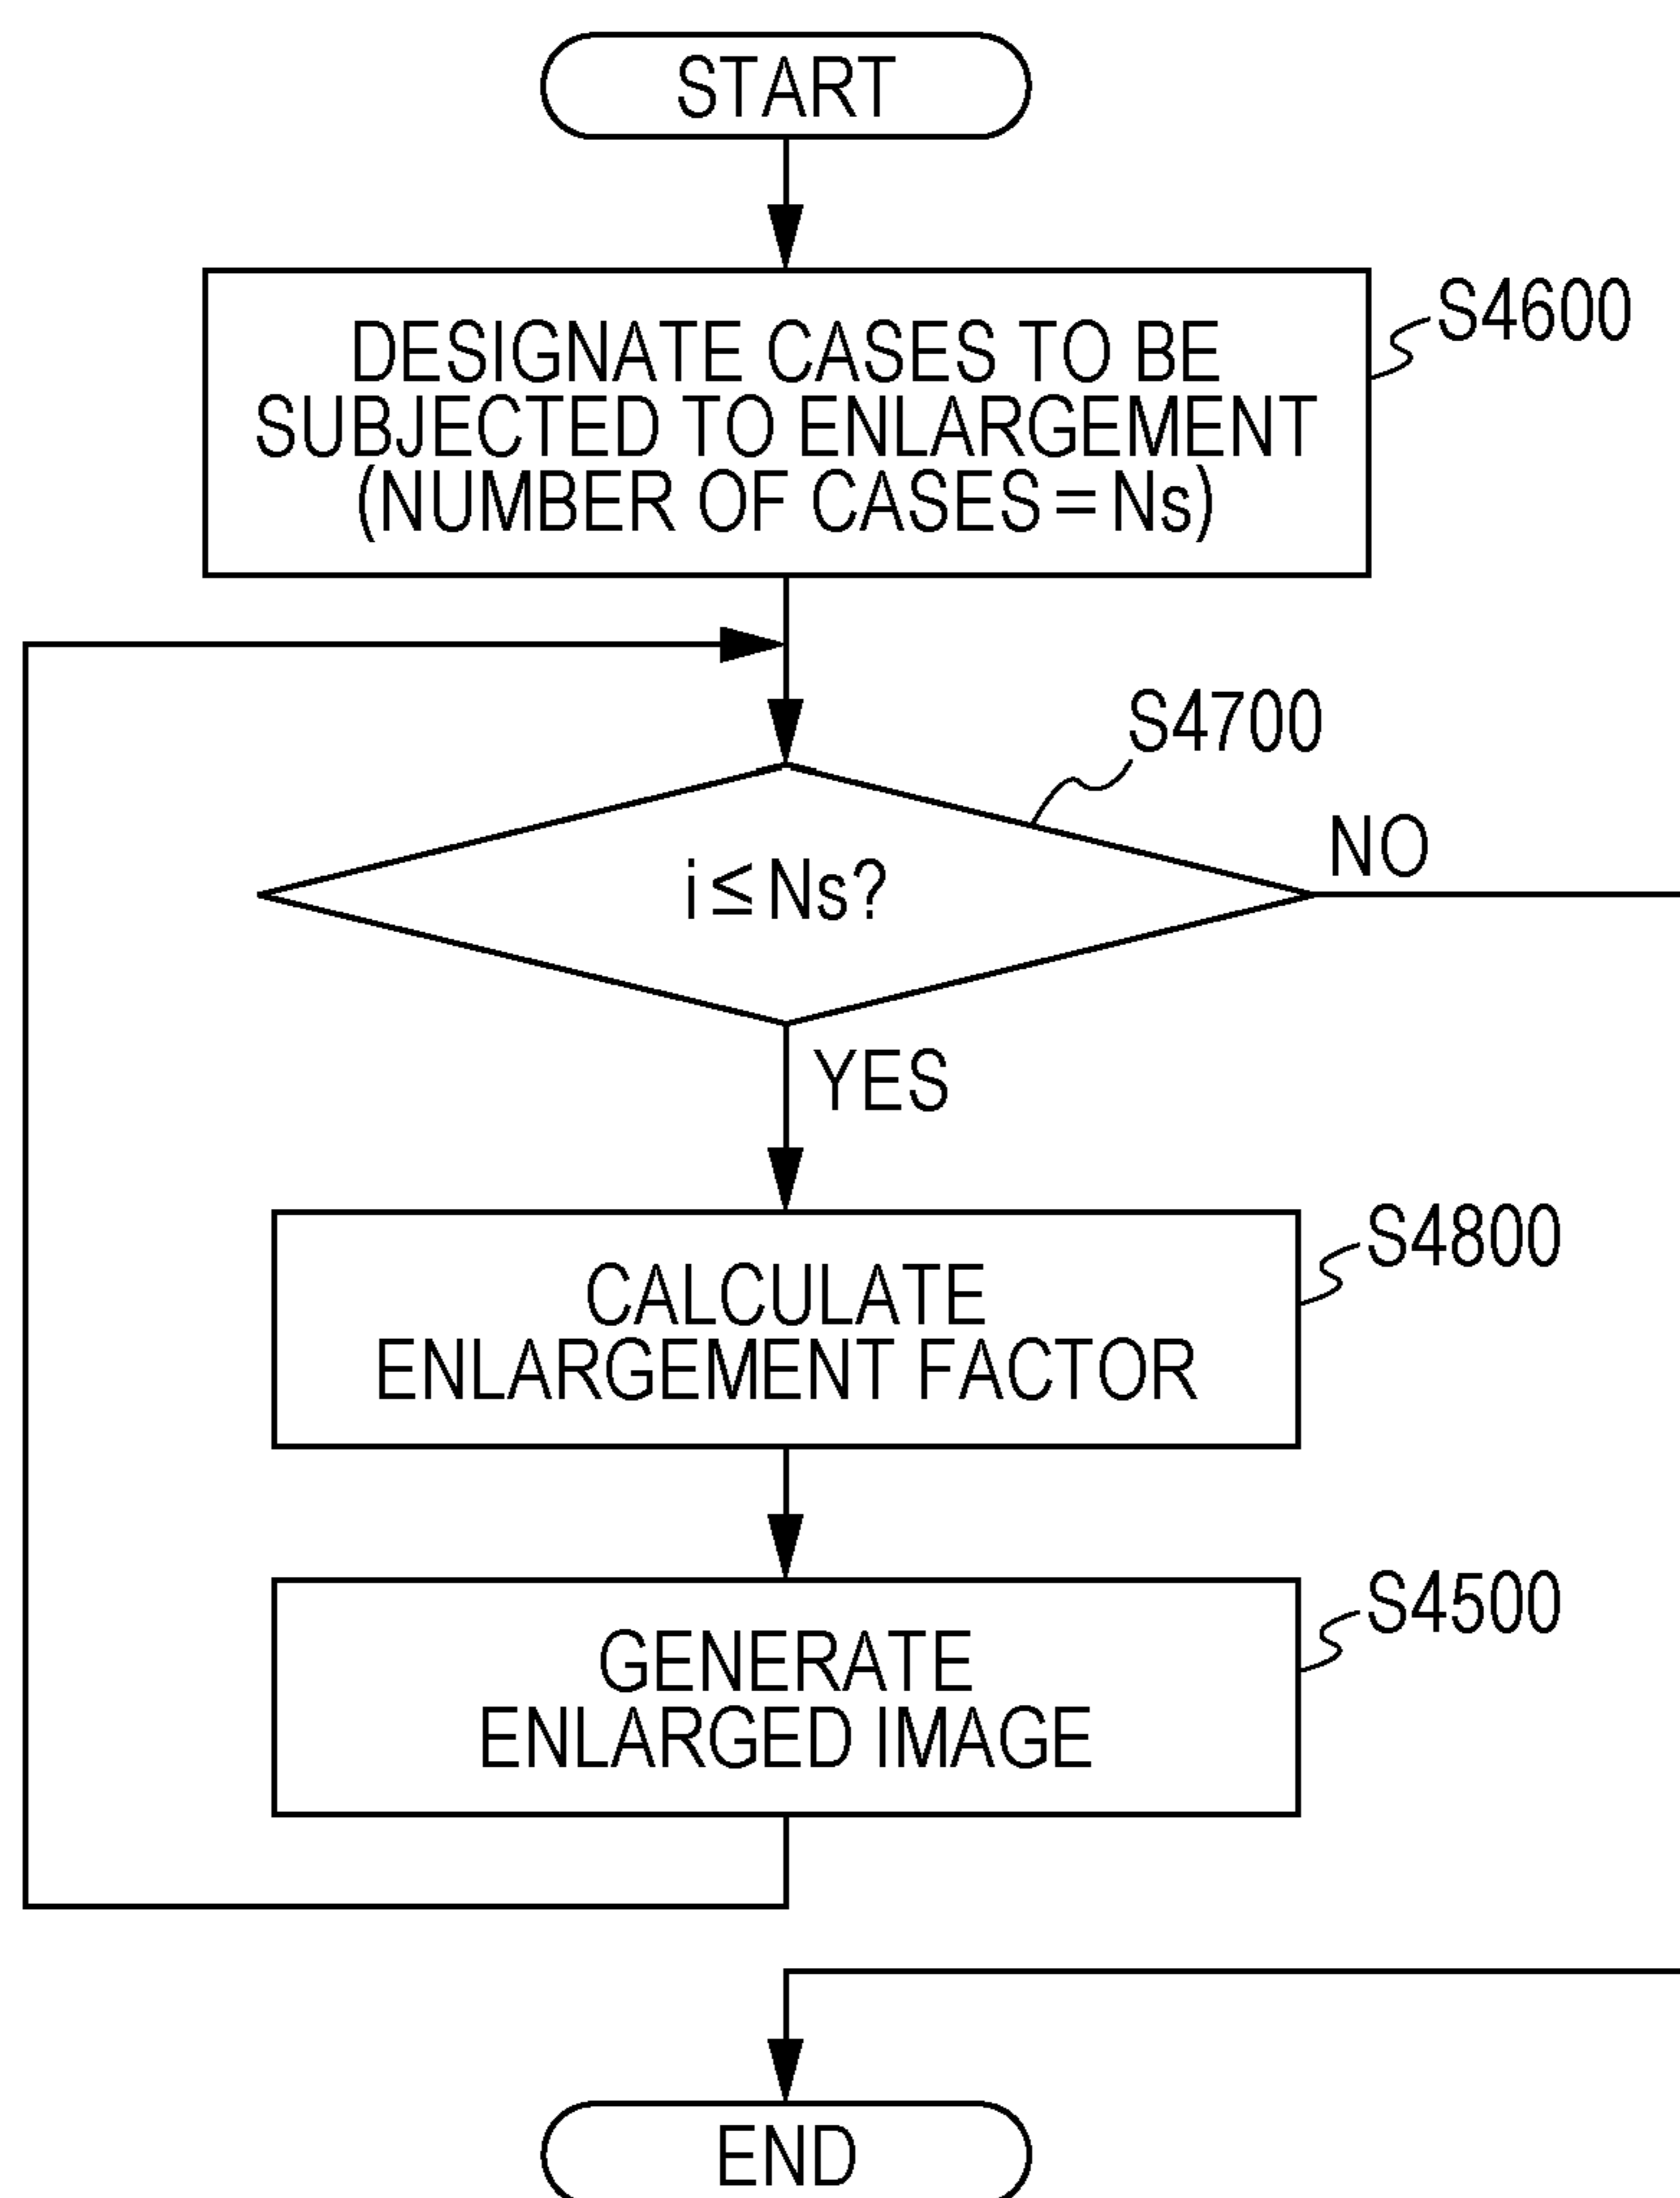 START
DESIGNATE CASES TO BE
SUBJECTED TO ENLARGEMENT
(NUMBER OF CASES = Ns)
S4600
S4700
i ≤ Ns?
NO
YES
CALCULATE
ENLARGEMENT FACTOR
S4800
GENERATE
ENLARGED IMAGE
S4500
END